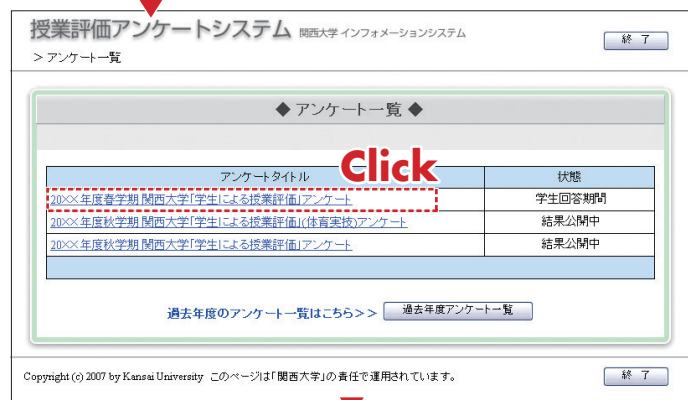 授業評価アンケートシステム 関西大学 インフォメーションシステム
終 了
> アンケート一覧
◆ アンケート一覧 ◆
Click
アンケートタイトル 状態
20××年度春学期 関西大学「学生による授業評価」アンケート 学生回答期間
20××年度秋学期 関西大学「学生による授業評価」(体育実技)アンケート 結果公開中
20××年度秋学期 関西大学「学生による授業評価」アンケート 結果公開中
過去年度のアンケート一覧はこちら>> 過去年度アンケート一覧
Copyright (c) 2007 by Kansai University このページは「関西大学」の責任で運用されています。
終 了